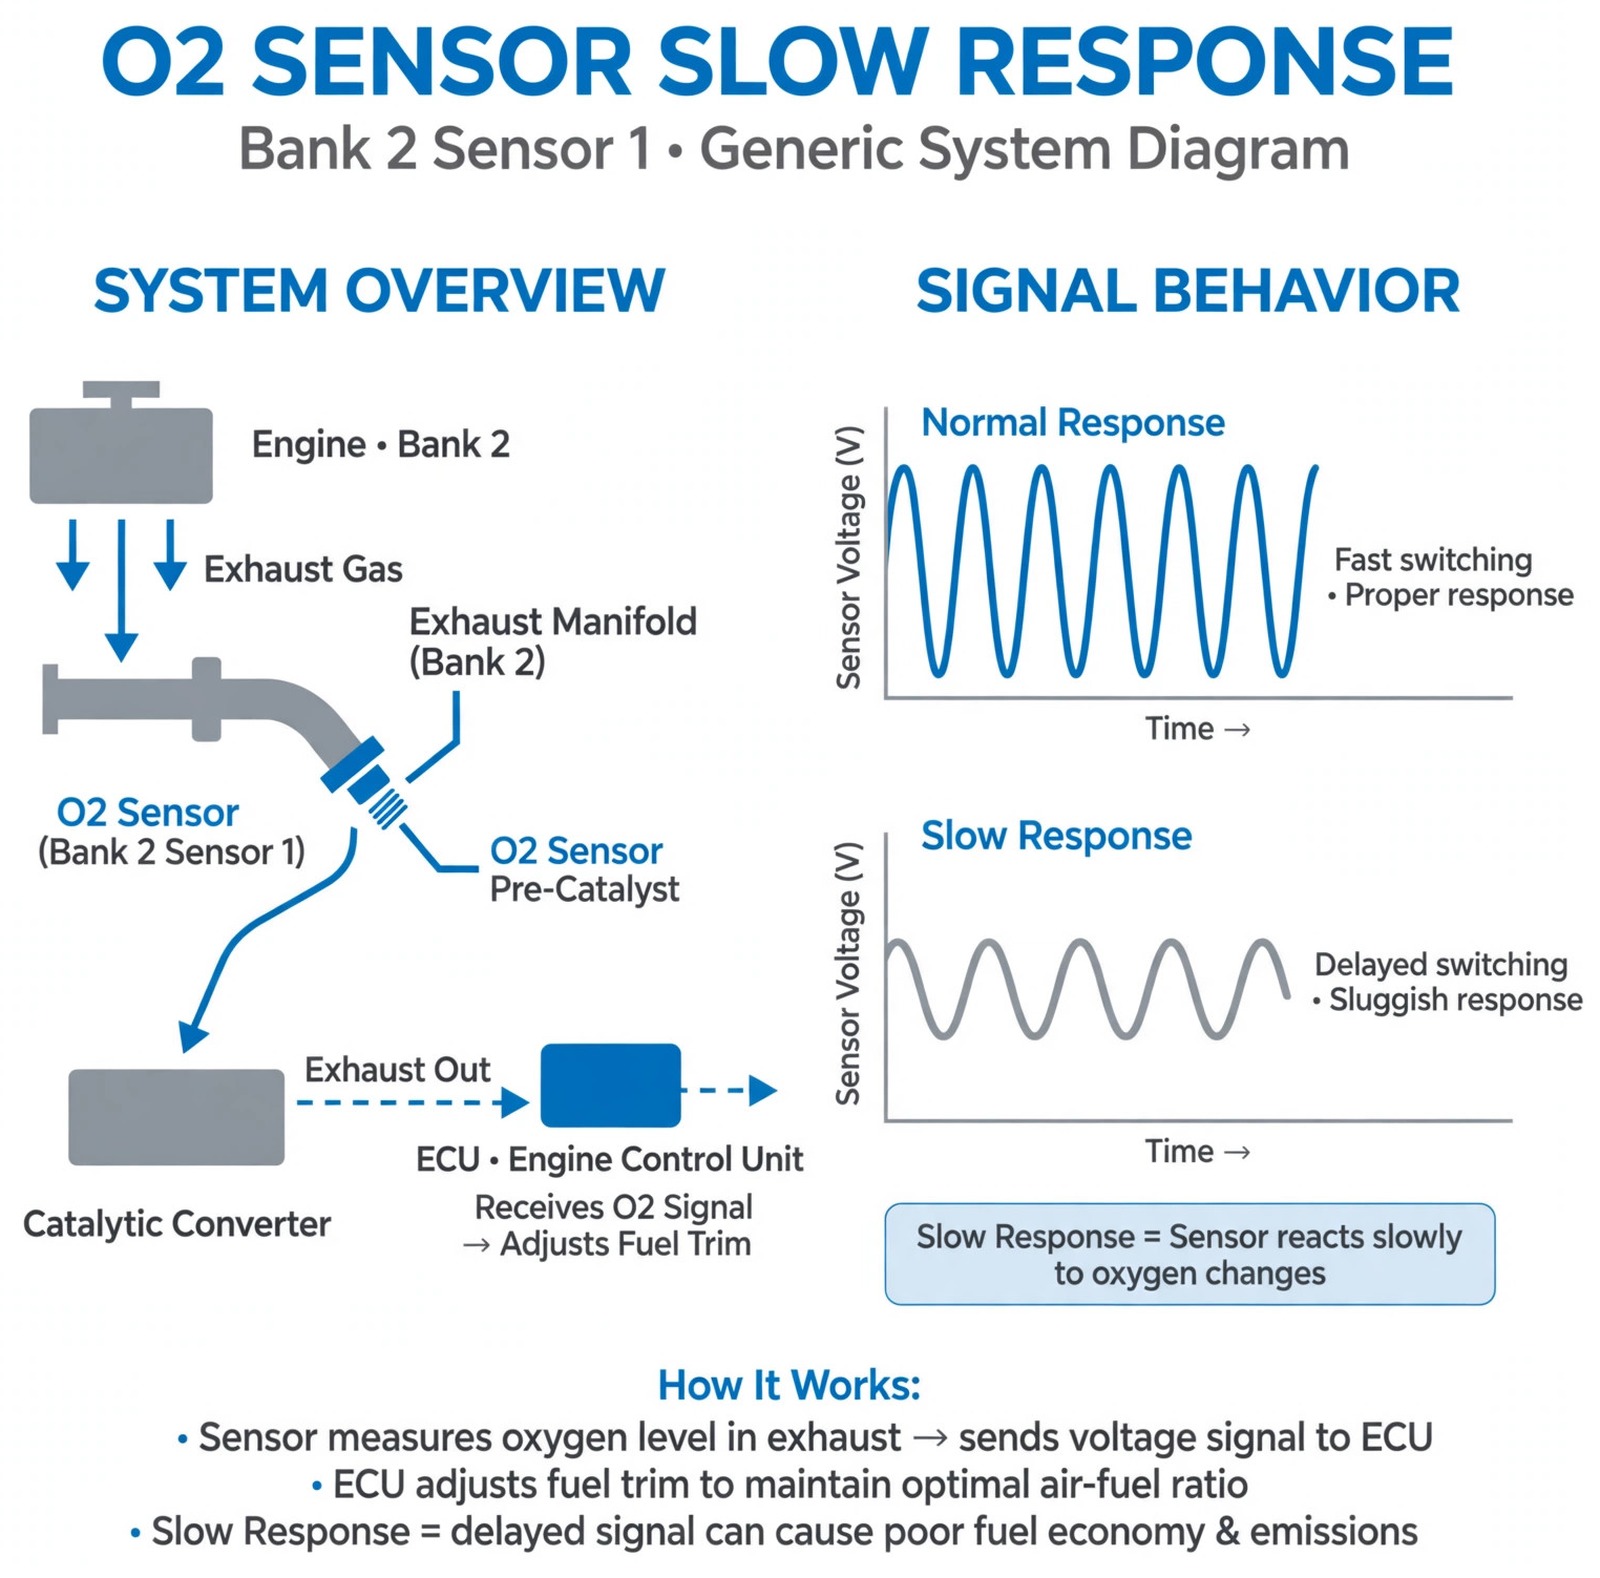 O2 SENSOR SLOW RESPONSE
Bank 2 Sensor 1 • Generic System Diagram
SYSTEM OVERVIEW
Engine • Bank 2
Exhaust Gas
Exhaust Manifold
(Bank 2)
O2 Sensor
(Bank 2 Sensor 1)
O2 Sensor
Pre-Catalyst
Exhaust Out
ECU • Engine Control Unit
Receives O2 Signal
→ Adjusts Fuel Trim
Catalytic Converter
SIGNAL BEHAVIOR
Normal Response
Sensor Voltage (V)
Fast switching
• Proper response
Time →
Slow Response
Sensor Voltage (V)
Delayed switching
• Sluggish response
Time →
Slow Response = Sensor reacts slowly
to oxygen changes
How It Works:
• Sensor measures oxygen level in exhaust → sends voltage signal to ECU
• ECU adjusts fuel trim to maintain optimal air-fuel ratio
• Slow Response = delayed signal can cause poor fuel economy & emissions